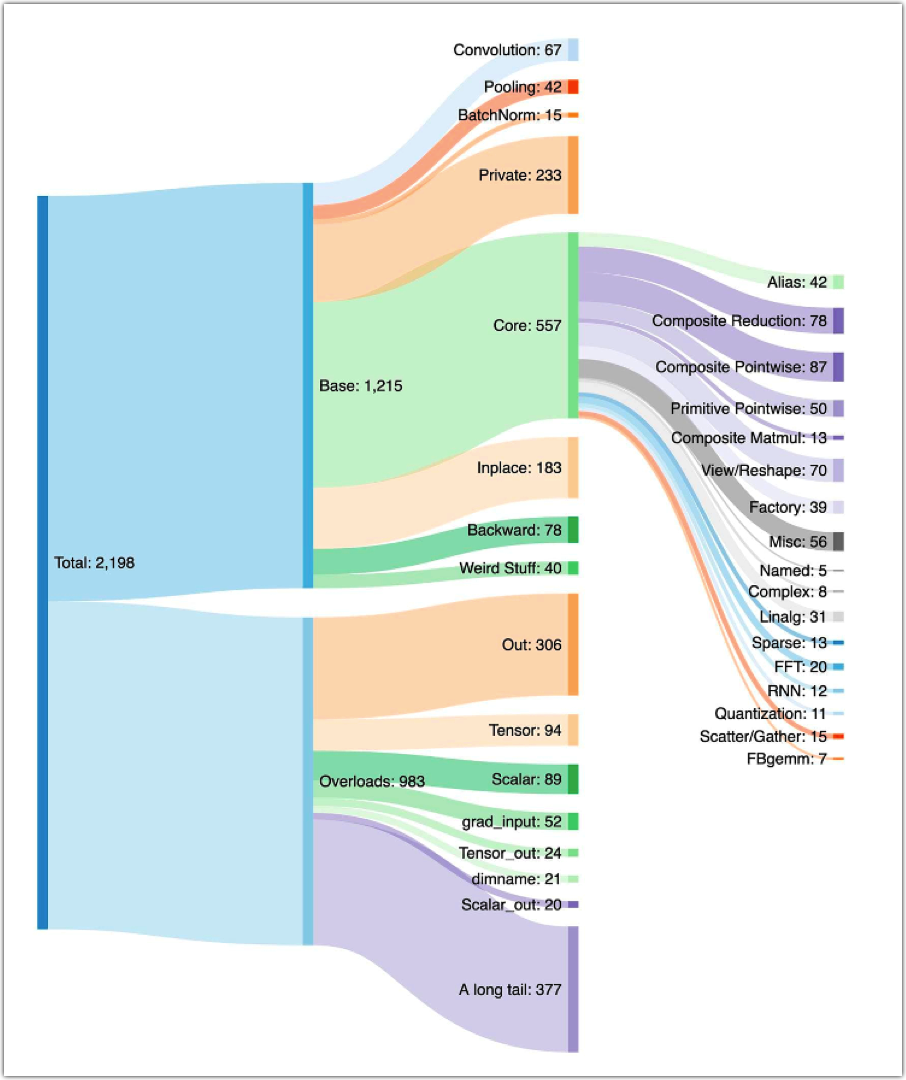 Convolution: 67
Pooling: 42
BatchNorm: 15
Private: 233
Alias: 42
Composite Reduction: 78
Core: 557
Composite Pointwise: 87
Base: 1,215
Primitive Pointwise: 50
Composite Matmul: 13
Inplace: 183
View/Reshape: 70
Factory: 39
Backward: 78
Misc: 56
Total: 2,198
Weird Stuff: 40
Named: 5
Complex: 8
Linalg: 31
Out: 306
Sparse: 13
FFT: 20
RNN: 12
Quantization: 11
Tensor: 94
Scatter/Gather: 15
FBgemm: 7
Overloads: 983
Scalar: 89
grad_input: 52
Tensor_out: 24
dimname: 21
Scalar_out: 20
A long tail: 377